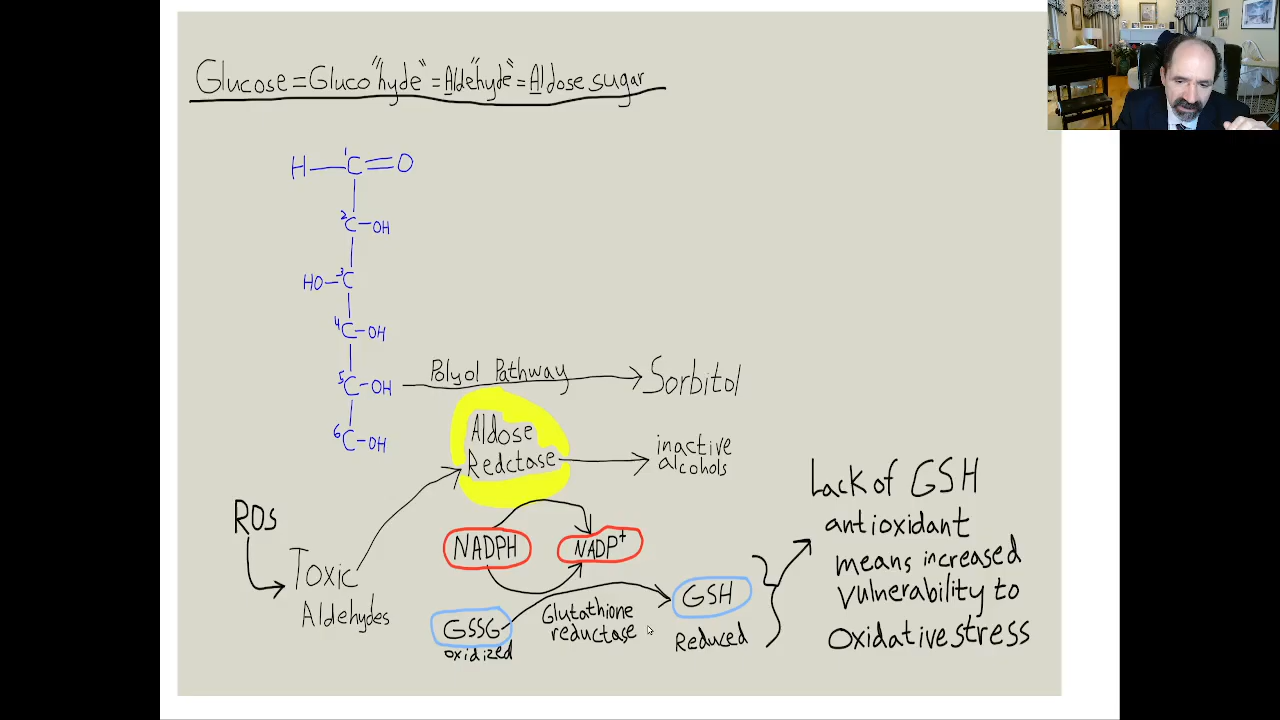 Glucose=Gluco"hyde"=Aldehyde"=Aldose sugar
H—1C=O
2C-OH
HO-3C
4C-OH
5C-OH
6C-OH
Polyol Pathway
Sorbitol
Aldose
Redctase
inactive
alcohols
ROS
Toxic
Aldehydes
NADPH
NADP+
GSSG
oxidized
Glutathione
reductase
GSH
Reduced
Lack of GSH
antioxidant
means increased
vulnerability to
oxidative stress